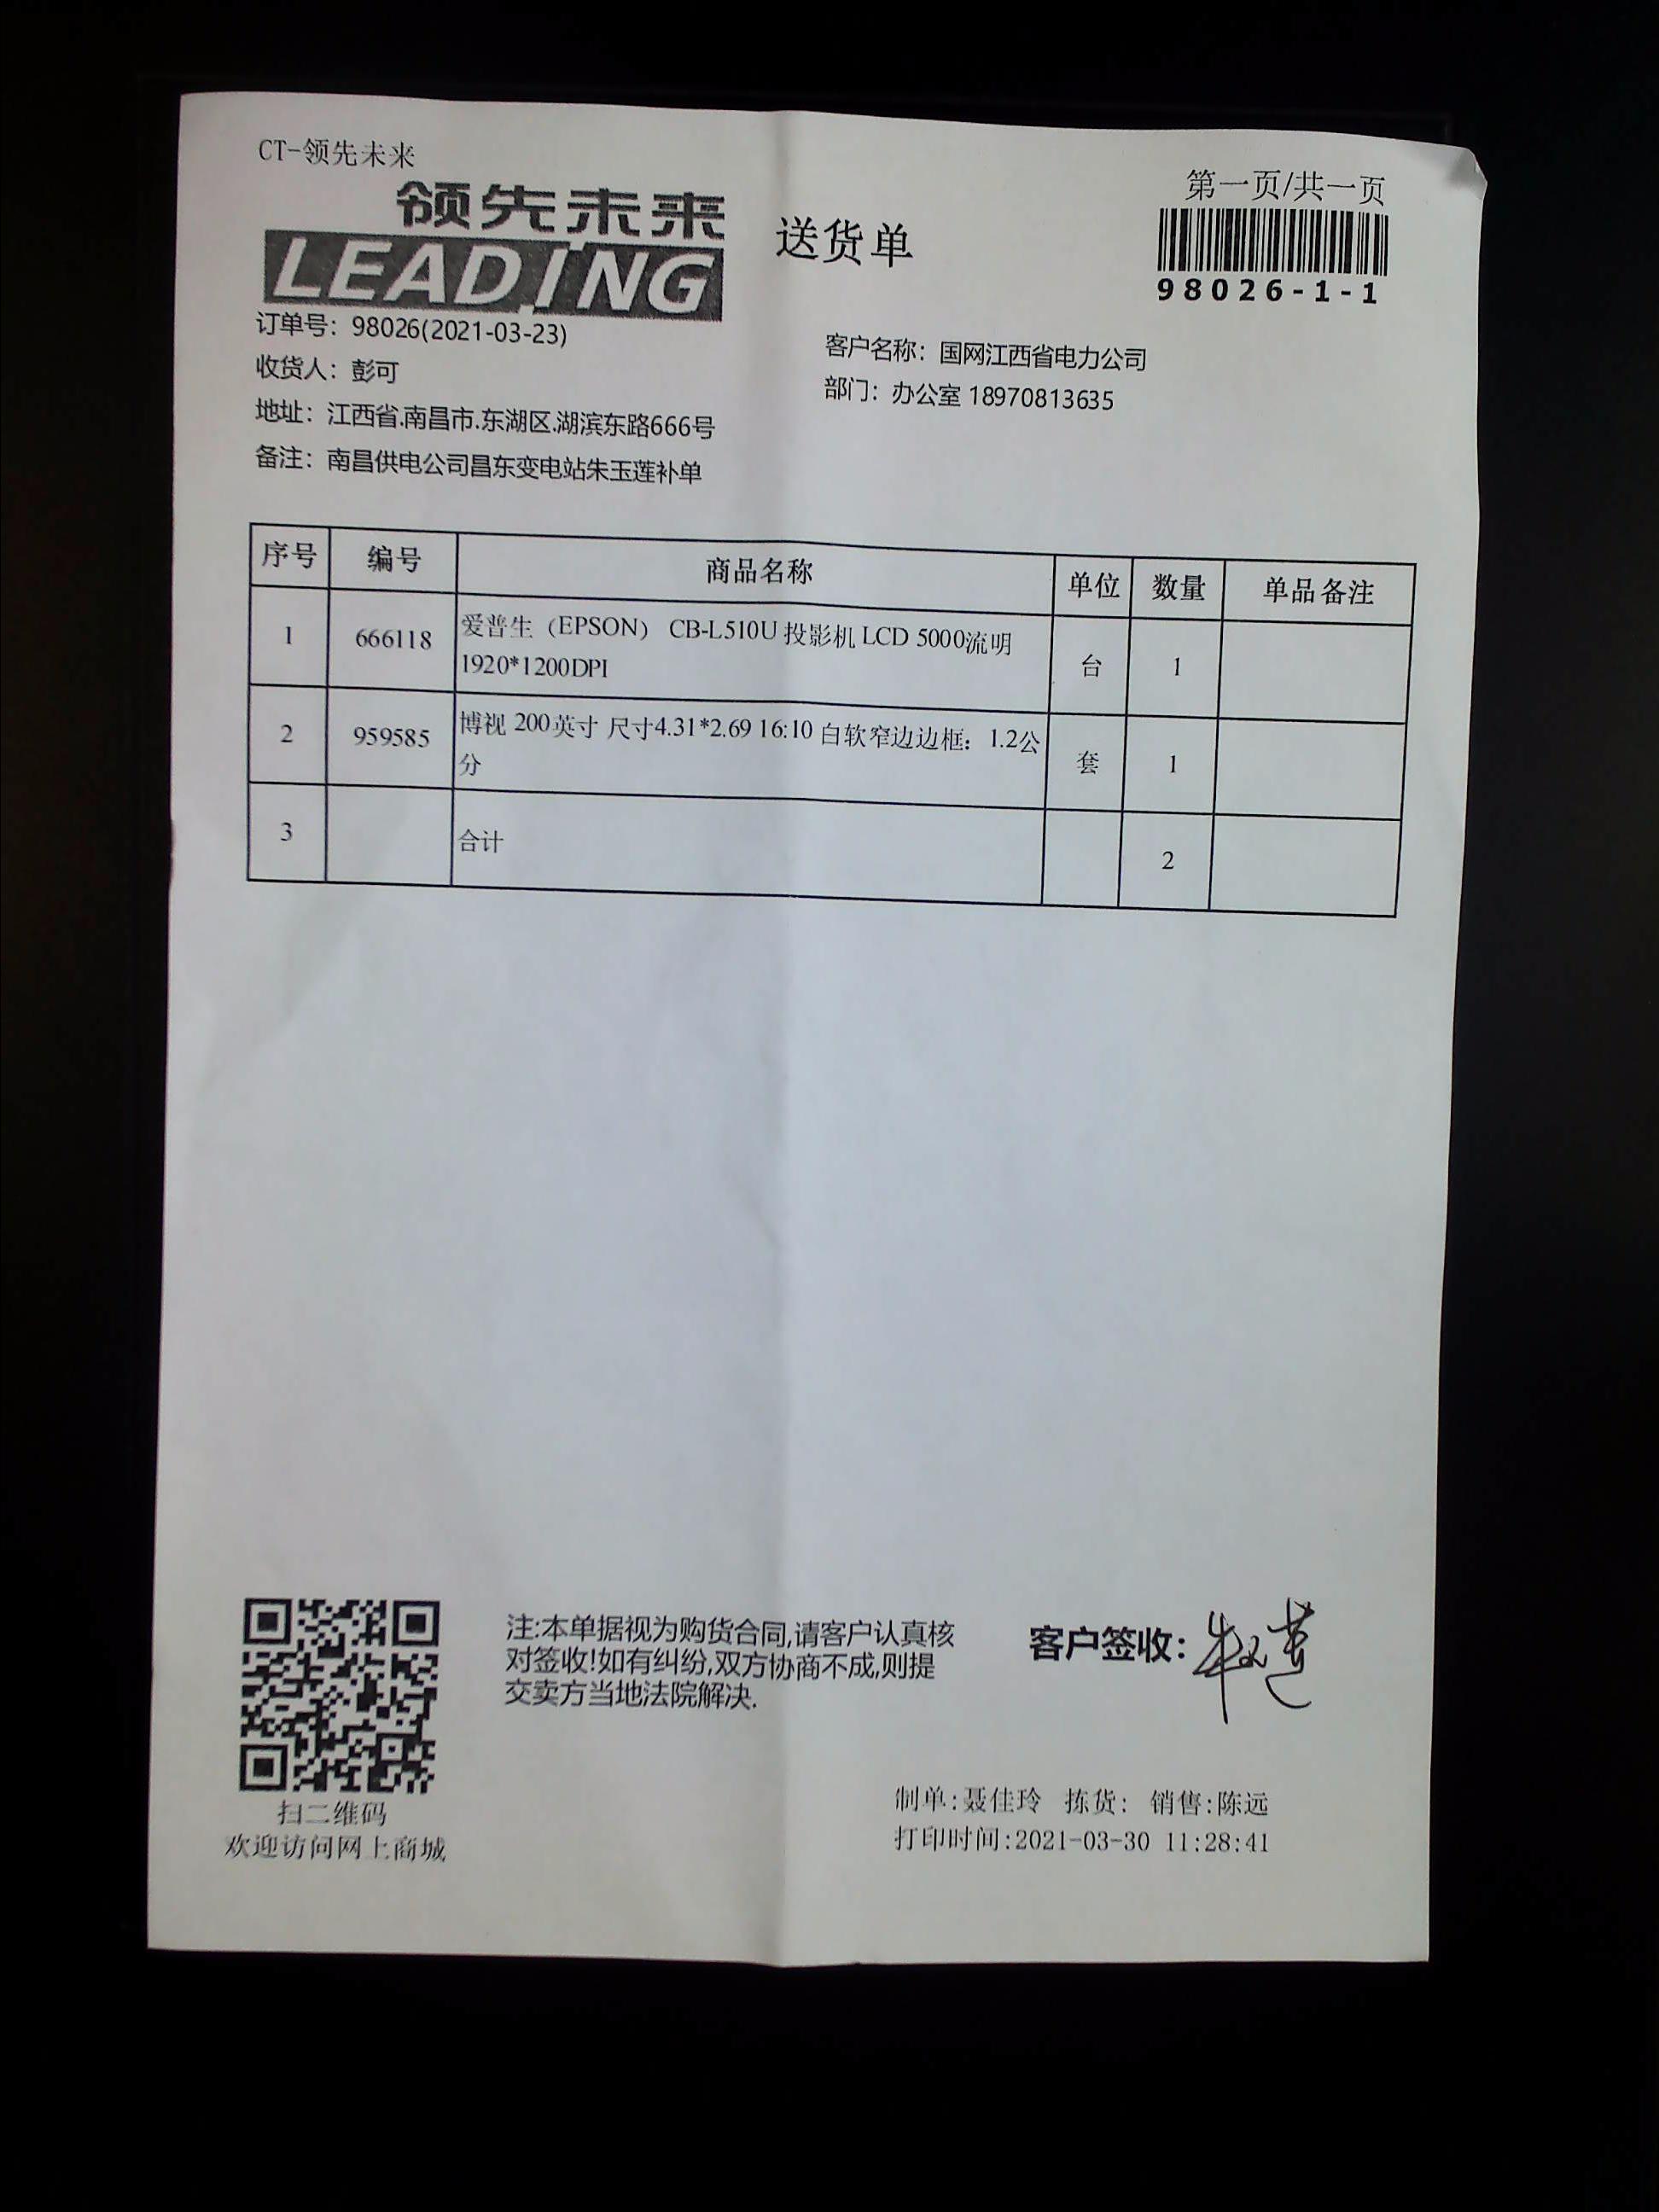 CT-领先未来
领先未来
LEADING
送货单
第一页/共一页
98026-1-1
订单号：98026(2021-03-23)
客户名称：国网江西省电力公司
收货人：彭可
部门：办公室 18970813635
地址：江西省.南昌市.东湖区.湖滨东路666号
备注：南昌供电公司昌东变电站朱玉莲补单
序号 编号 商品名称 单位 数量 单品备注
1 666118 爱普生（EPSON） CB-L510U 投影机 LCD 5000流明
1920*1200DPI 台 1
2 959585 博视 200英寸 尺寸4.31*2.69 16:10 白软窄边边框：1.2公
分 套 1
3 合计 2
注:本单据视为购货合同,请客户认真核
对签收!如有纠纷,双方协商不成,则提
交卖方当地法院解决.
客户签收：朱玉莲
扫二维码
欢迎访问网上商城
制单:聂佳玲 拣货: 销售:陈远
打印时间:2021-03-30 11:28:41